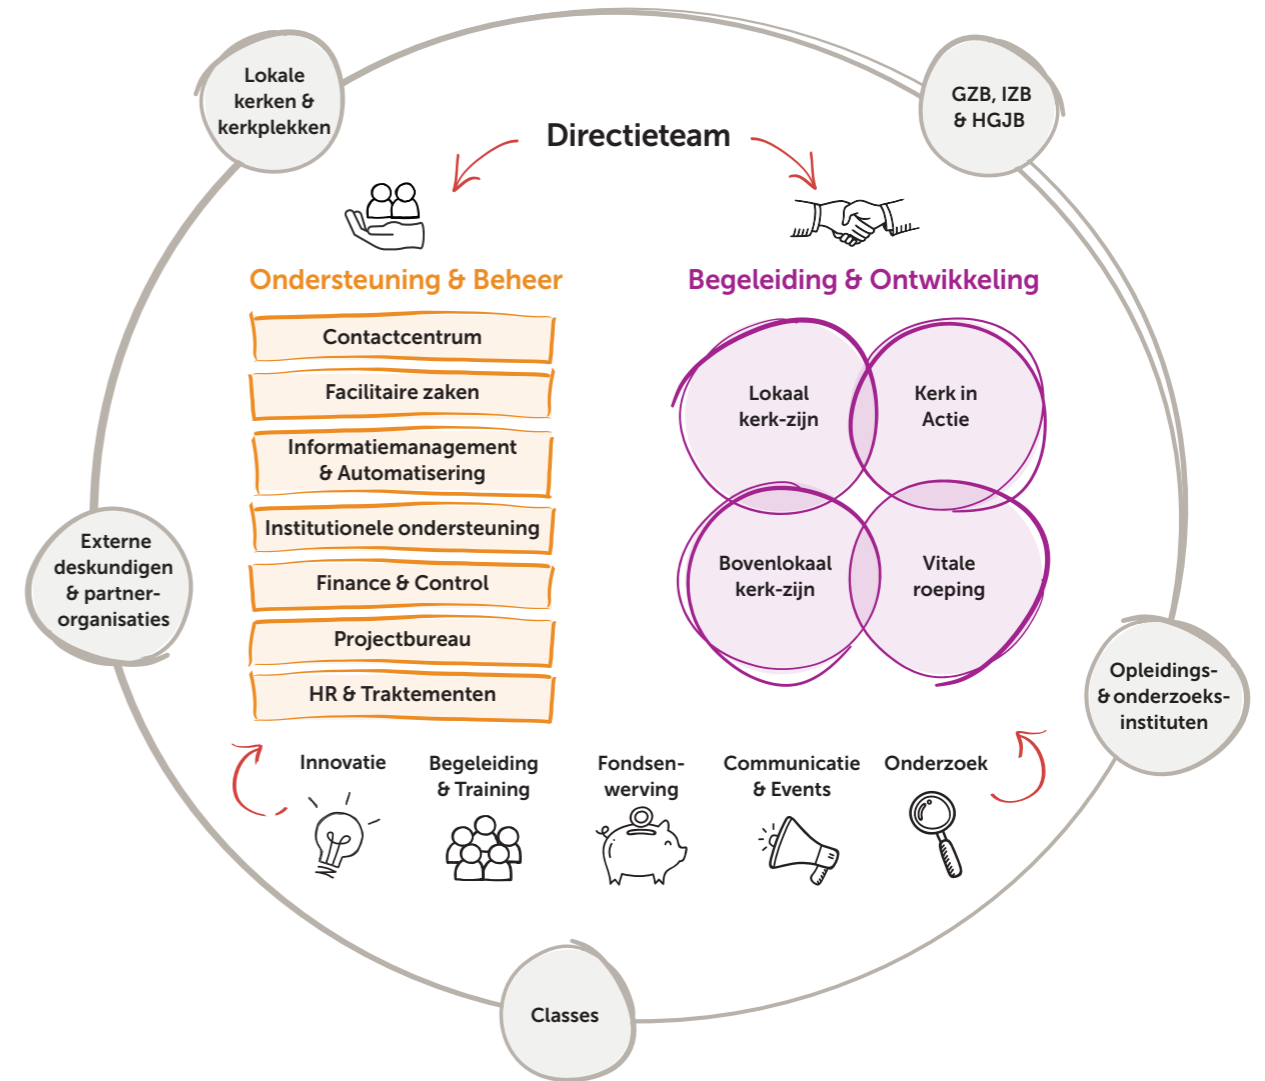 Lokale
kerken &
kerkplekken
GZB, IZB
& HGJB
Directieteam
Ondersteuning & Beheer
Contactcentrum
Facilitaire zaken
Informatiemanagement
& Automatisering
Institutionele ondersteuning
Finance & Control
Projectbureau
HR & Traktementen
Begeleiding & Ontwikkeling
Lokaal
kerk-zijn
Kerk in
Actie
Bovenlokaal
kerk-zijn
Vitale
roeping
Externe
deskundigen
& partner-
organisaties
Opleidings-
& onderzoeks-
instituten
Innovatie
Begeleiding
& Training
Fondsen-
werving
Communicatie
& Events
Onderzoek
Classes